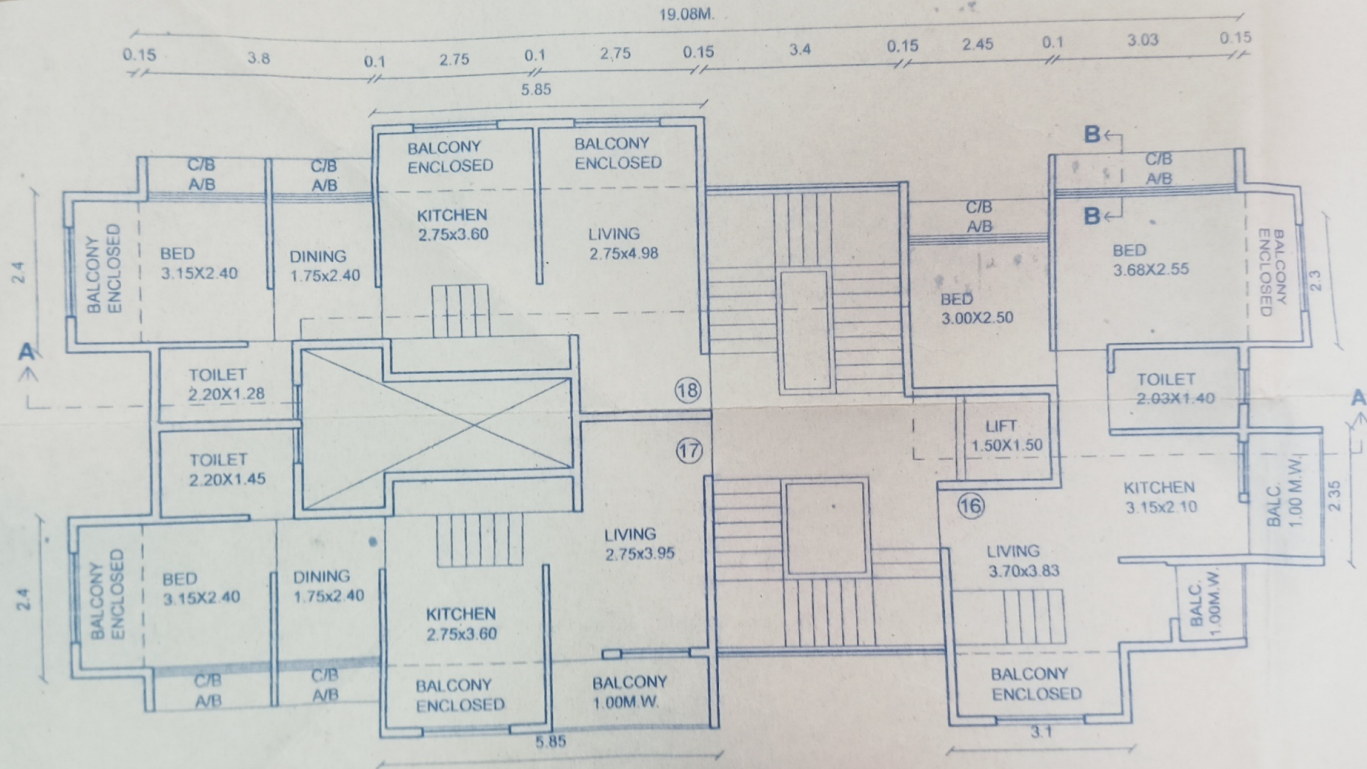 19.08M.
0.15 3.8 0.1 2.75 0.1 2,75 0.15 3.4 0.15 2.45 0.1 3.03 0.15
5.85
B
C/B
A/B
C/B
A/B
BALCONY
ENCLOSED
BALCONY
ENCLOSED
C/B
A/B
B
2.4
BALCONY
ENCLOSED
BED
3.15X2.40
DINING
1.75x2.40
KITCHEN
2.75x3.60
LIVING
2.75x4.98
C/B
A/B
BED
3.00X2.50
BED
3.68X2.55
BALCONY
ENCLOSED
2.3
A
TOILET
2.20X1.28
18
TOILET
2.03X1.40
A
TOILET
2.20X1.45
17
LIFT
1.50X1.50
16
KITCHEN
3.15x2.10
BALC.
1.00 M.W.
2.35
2.4
BALCONY
ENCLOSED
BED
3.15X2.40
DINING
1.75x2.40
KITCHEN
2.75x3.60
LIVING
2.75x3.95
LIVING
3.70x3.83
BALC.
1.00M.W.
C/B
A/B
C/B
A/B
BALCONY
ENCLOSED
BALCONY
1.00M.W.
BALCONY
ENCLOSED
5.85
3.1